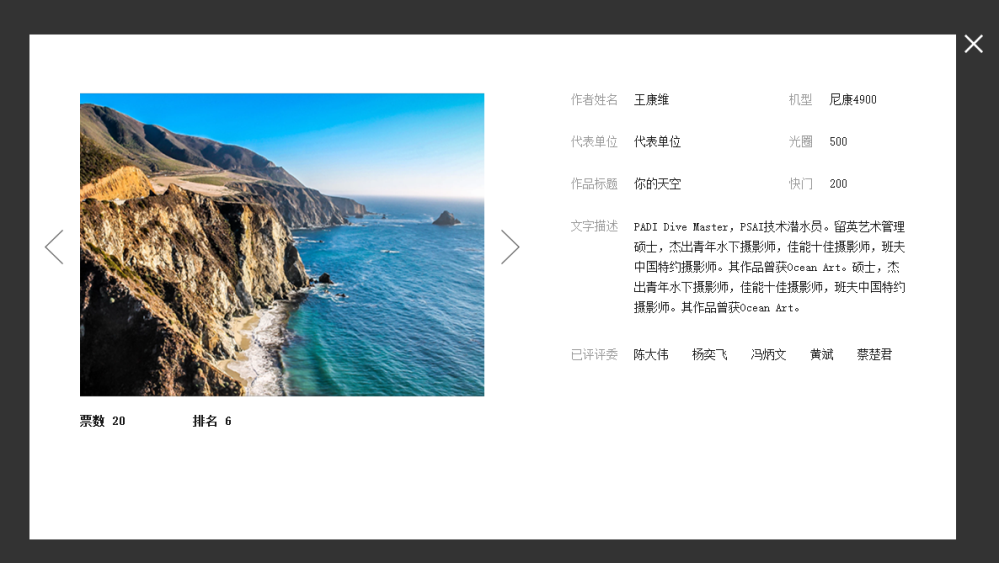 作者姓名 王康维 机型 尼康4900
代表单位 代表单位 光圈 500
作品标题 你的天空 快门 200
文字描述 PADI Dive Master，PSAI技术潜水员。留英艺术管理
硕士，杰出青年水下摄影师，佳能十佳摄影师，班夫
中国特约摄影师。其作品曾获Ocean Art。硕士，杰
出青年水下摄影师，佳能十佳摄影师，班夫中国特约
摄影师。其作品曾获Ocean Art。
已评评委 陈大伟 杨奕飞 冯炳文 黄斌 蔡楚君
票数 20 排名 6